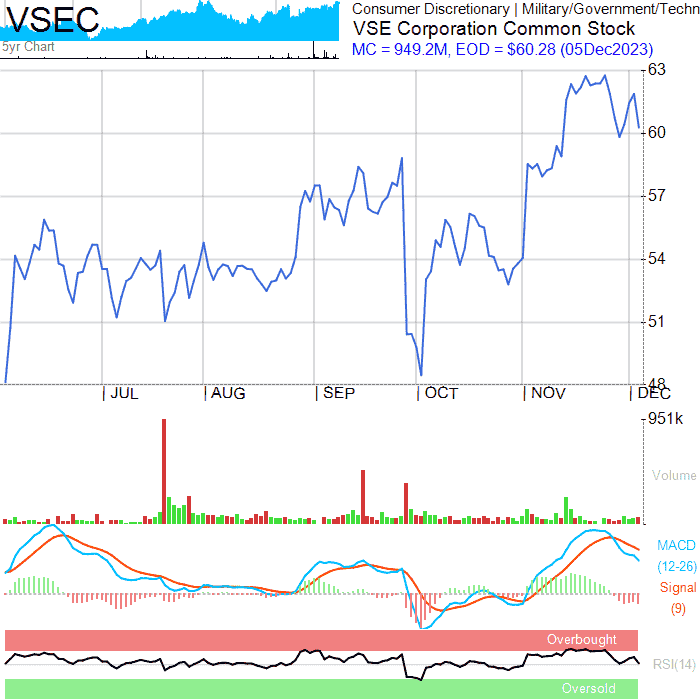 VSEC
5yr Chart
Consumer Discretionary | Military/Government/Techn
VSE Corporation Common Stock
MC = 949.2M, EOD = $60.28 (05Dec2023)
63
60
57
54
51
48
JUL
AUG
SEP
OCT
NOV
DEC
951k
Volume
MACD
(12-26)
Signal
(9)
Overbought
RSI(14)
Oversold